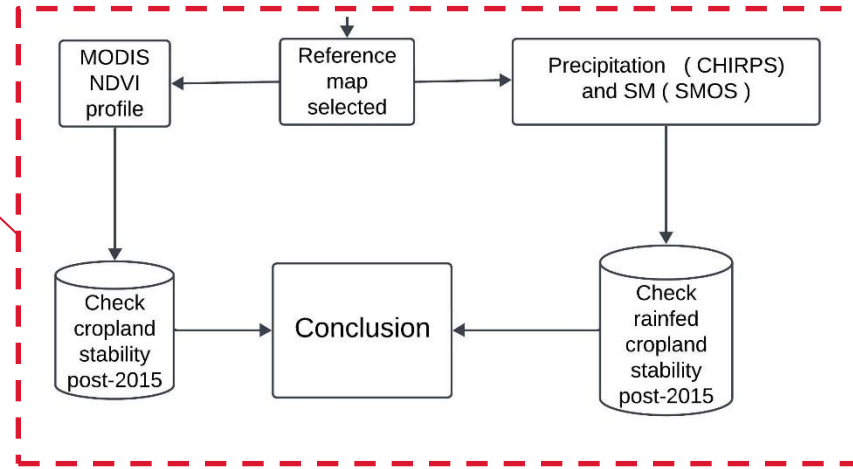 MODIS
NDVI
profile
Reference
map
selected
Precipitation ( CHIRPS)
and SM ( SMOS )
Check
cropland
stability
post-2015
Conclusion
Check
rainfed
cropland
stability
post-2015